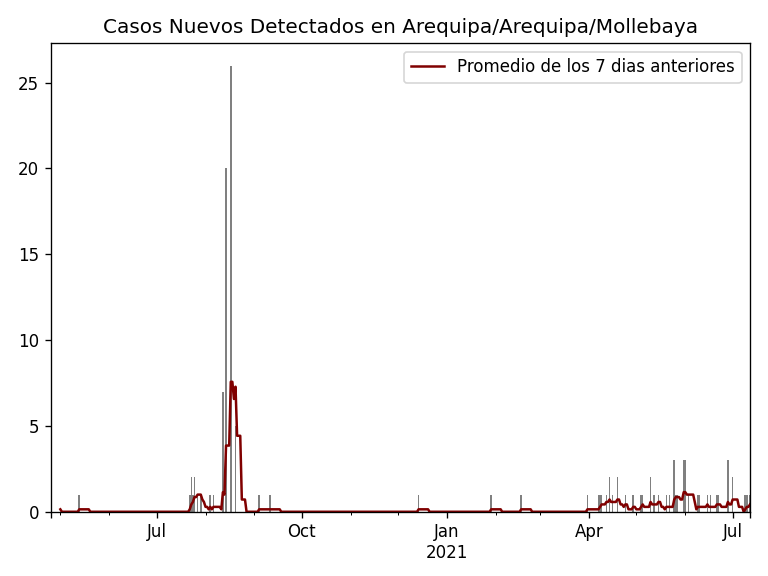 Casos Nuevos Detectados en Arequipa/Arequipa/Mollebaya
Promedio de los 7 dias anteriores
25
20
15
10
5
0
Jul
Oct
Jan
2021
Apr
Jul